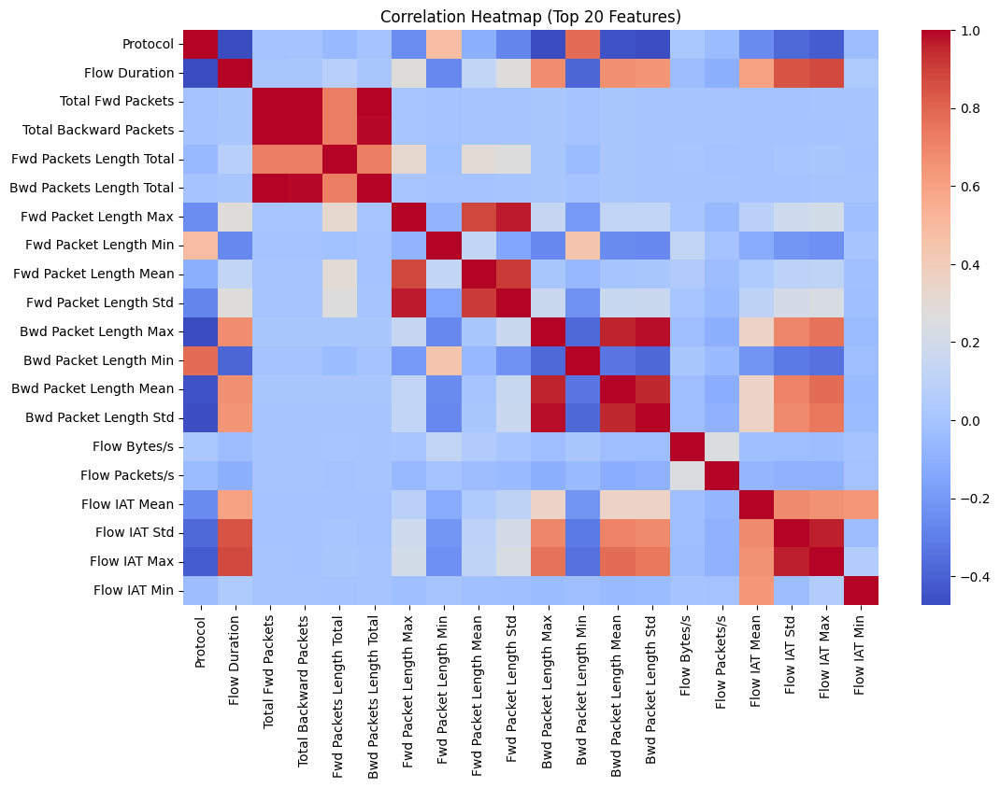 Correlation Heatmap (Top 20 Features)
Protocol
Flow Duration
Total Fwd Packets
Total Backward Packets
Fwd Packets Length Total
Bwd Packets Length Total
Fwd Packet Length Max
Fwd Packet Length Min
Fwd Packet Length Mean
Fwd Packet Length Std
Bwd Packet Length Max
Bwd Packet Length Min
Bwd Packet Length Mean
Bwd Packet Length Std
Flow Bytes/s
Flow Packets/s
Flow IAT Mean
Flow IAT Std
Flow IAT Max
Flow IAT Min
Protocol
Flow Duration
Total Fwd Packets
Total Backward Packets
Fwd Packets Length Total
Bwd Packets Length Total
Fwd Packet Length Max
Fwd Packet Length Min
Fwd Packet Length Mean
Fwd Packet Length Std
Bwd Packet Length Max
Bwd Packet Length Min
Bwd Packet Length Mean
Bwd Packet Length Std
Flow Bytes/s
Flow Packets/s
Flow IAT Mean
Flow IAT Std
Flow IAT Max
Flow IAT Min
1.0
0.8
0.6
0.4
0.2
0.0
−0.2
−0.4